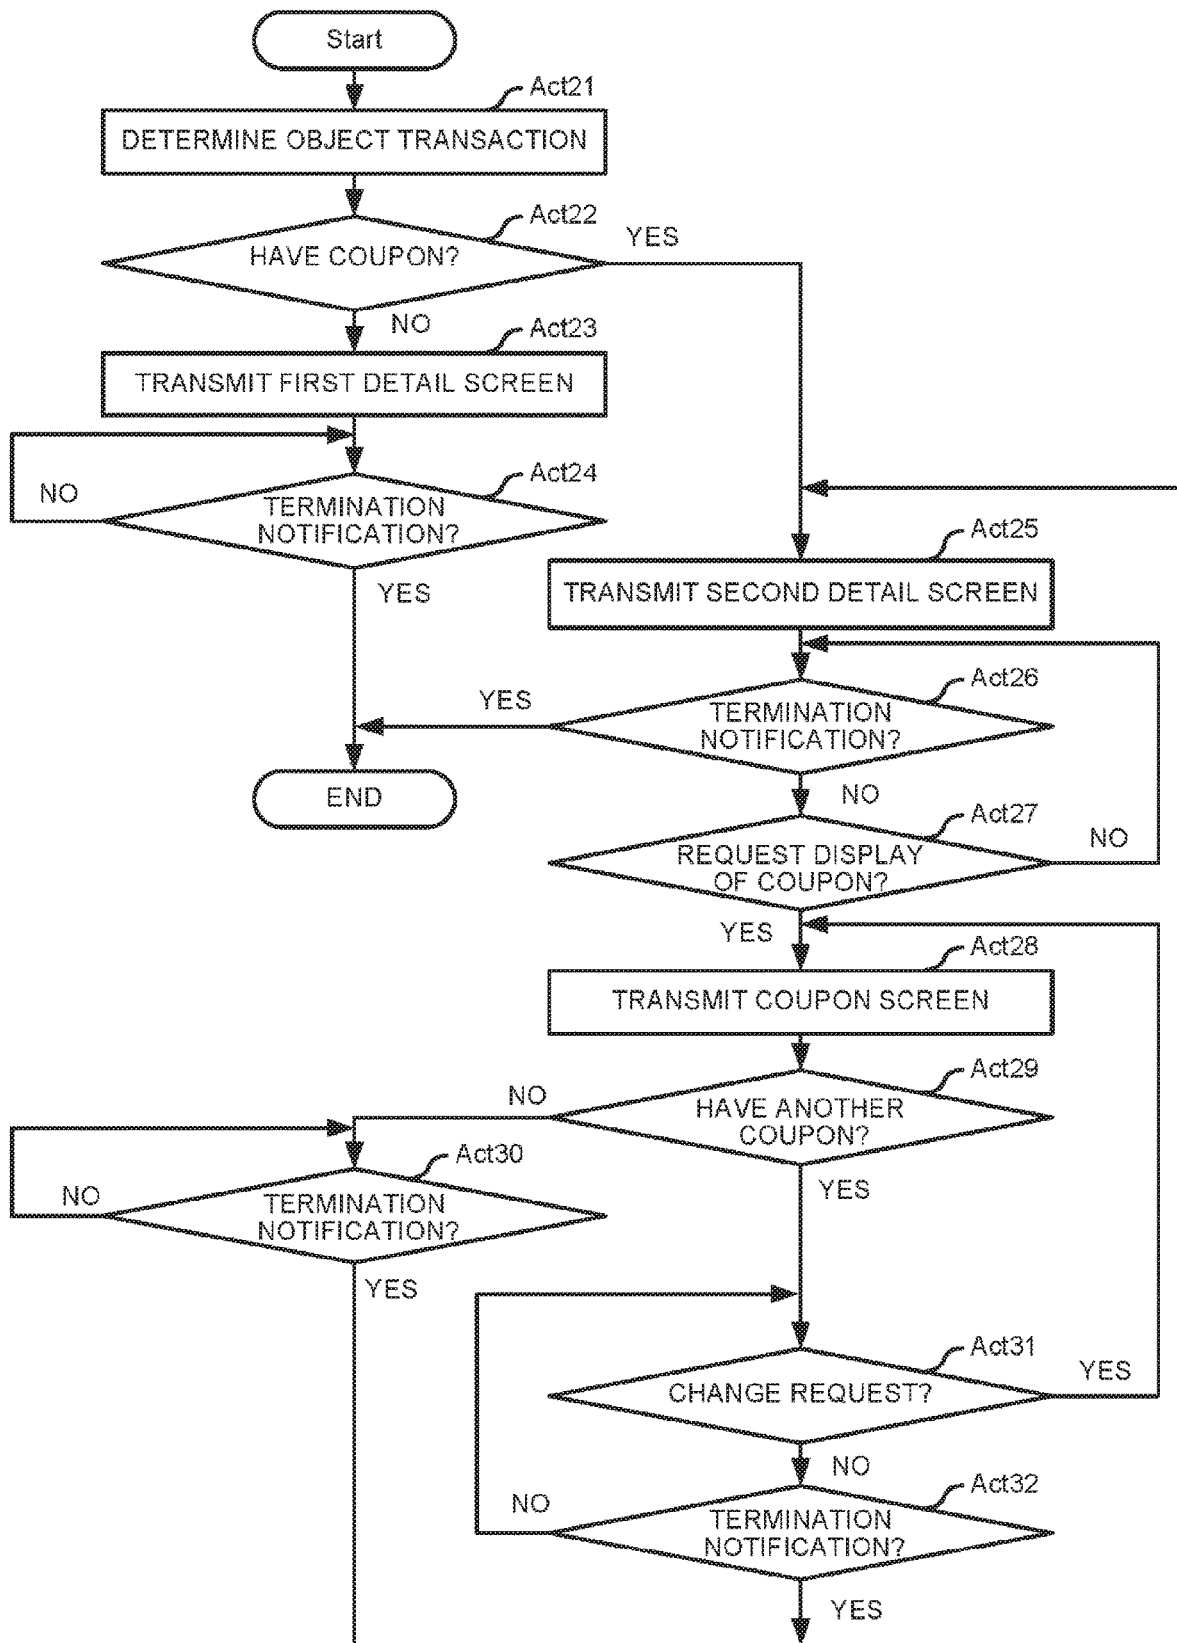 Start
Act21
DETERMINE OBJECT TRANSACTION
Act22
HAVE COUPON?
YES
NO
Act23
TRANSMIT FIRST DETAIL SCREEN
Act24
NO
TERMINATION
NOTIFICATION?
YES
Act25
TRANSMIT SECOND DETAIL SCREEN
Act26
YES
TERMINATION
NOTIFICATION?
END
NO
Act27
REQUEST DISPLAY
OF COUPON?
NO
YES
Act28
TRANSMIT COUPON SCREEN
Act29
NO
HAVE ANOTHER
COUPON?
YES
Act30
NO
TERMINATION
NOTIFICATION?
YES
Act31
CHANGE REQUEST?
YES
NO
Act32
NO
TERMINATION
NOTIFICATION?
YES